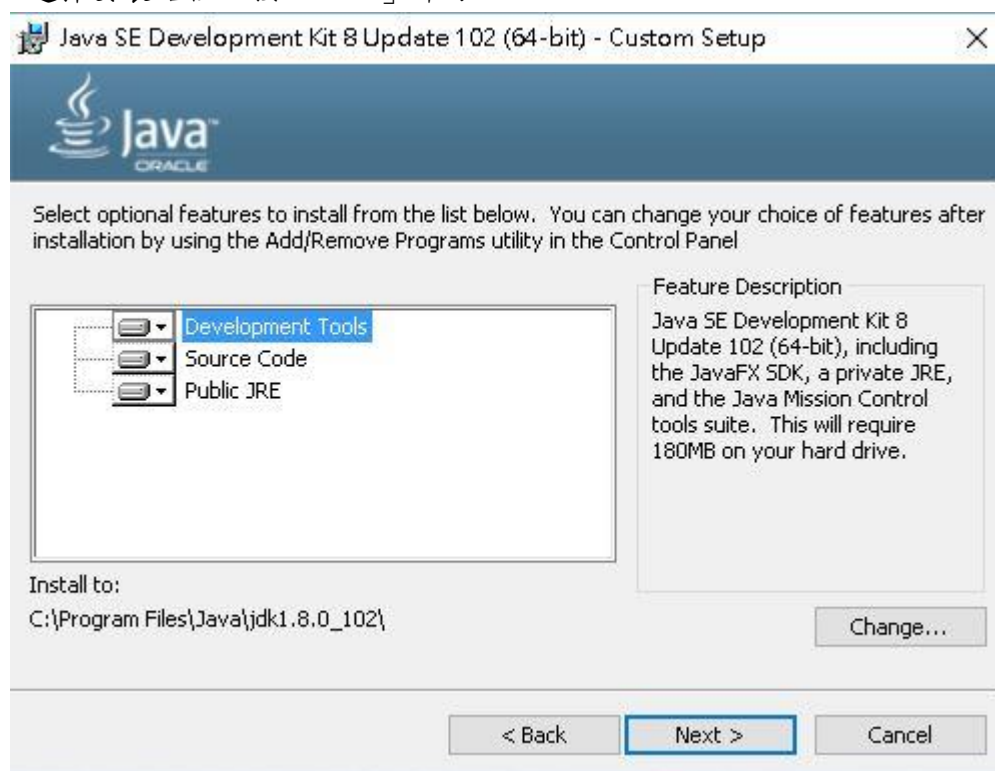 Java SE Development Kit 8 Update 102 (64-bit) - Custom Setup
Java™
ORACLE
Select optional features to install from the list below. You can change your choice of features after
installation by using the Add/Remove Programs utility in the Control Panel
Development Tools
Source Code
Public JRE
Feature Description
Java SE Development Kit 8
Update 102 (64-bit), including
the JavaFX SDK, a private JRE,
and the Java Mission Control
tools suite. This will require
180MB on your hard drive.
Install to:
C:\Program Files\Java\jdk1.8.0_102\
Change...
< Back
Next >
Cancel